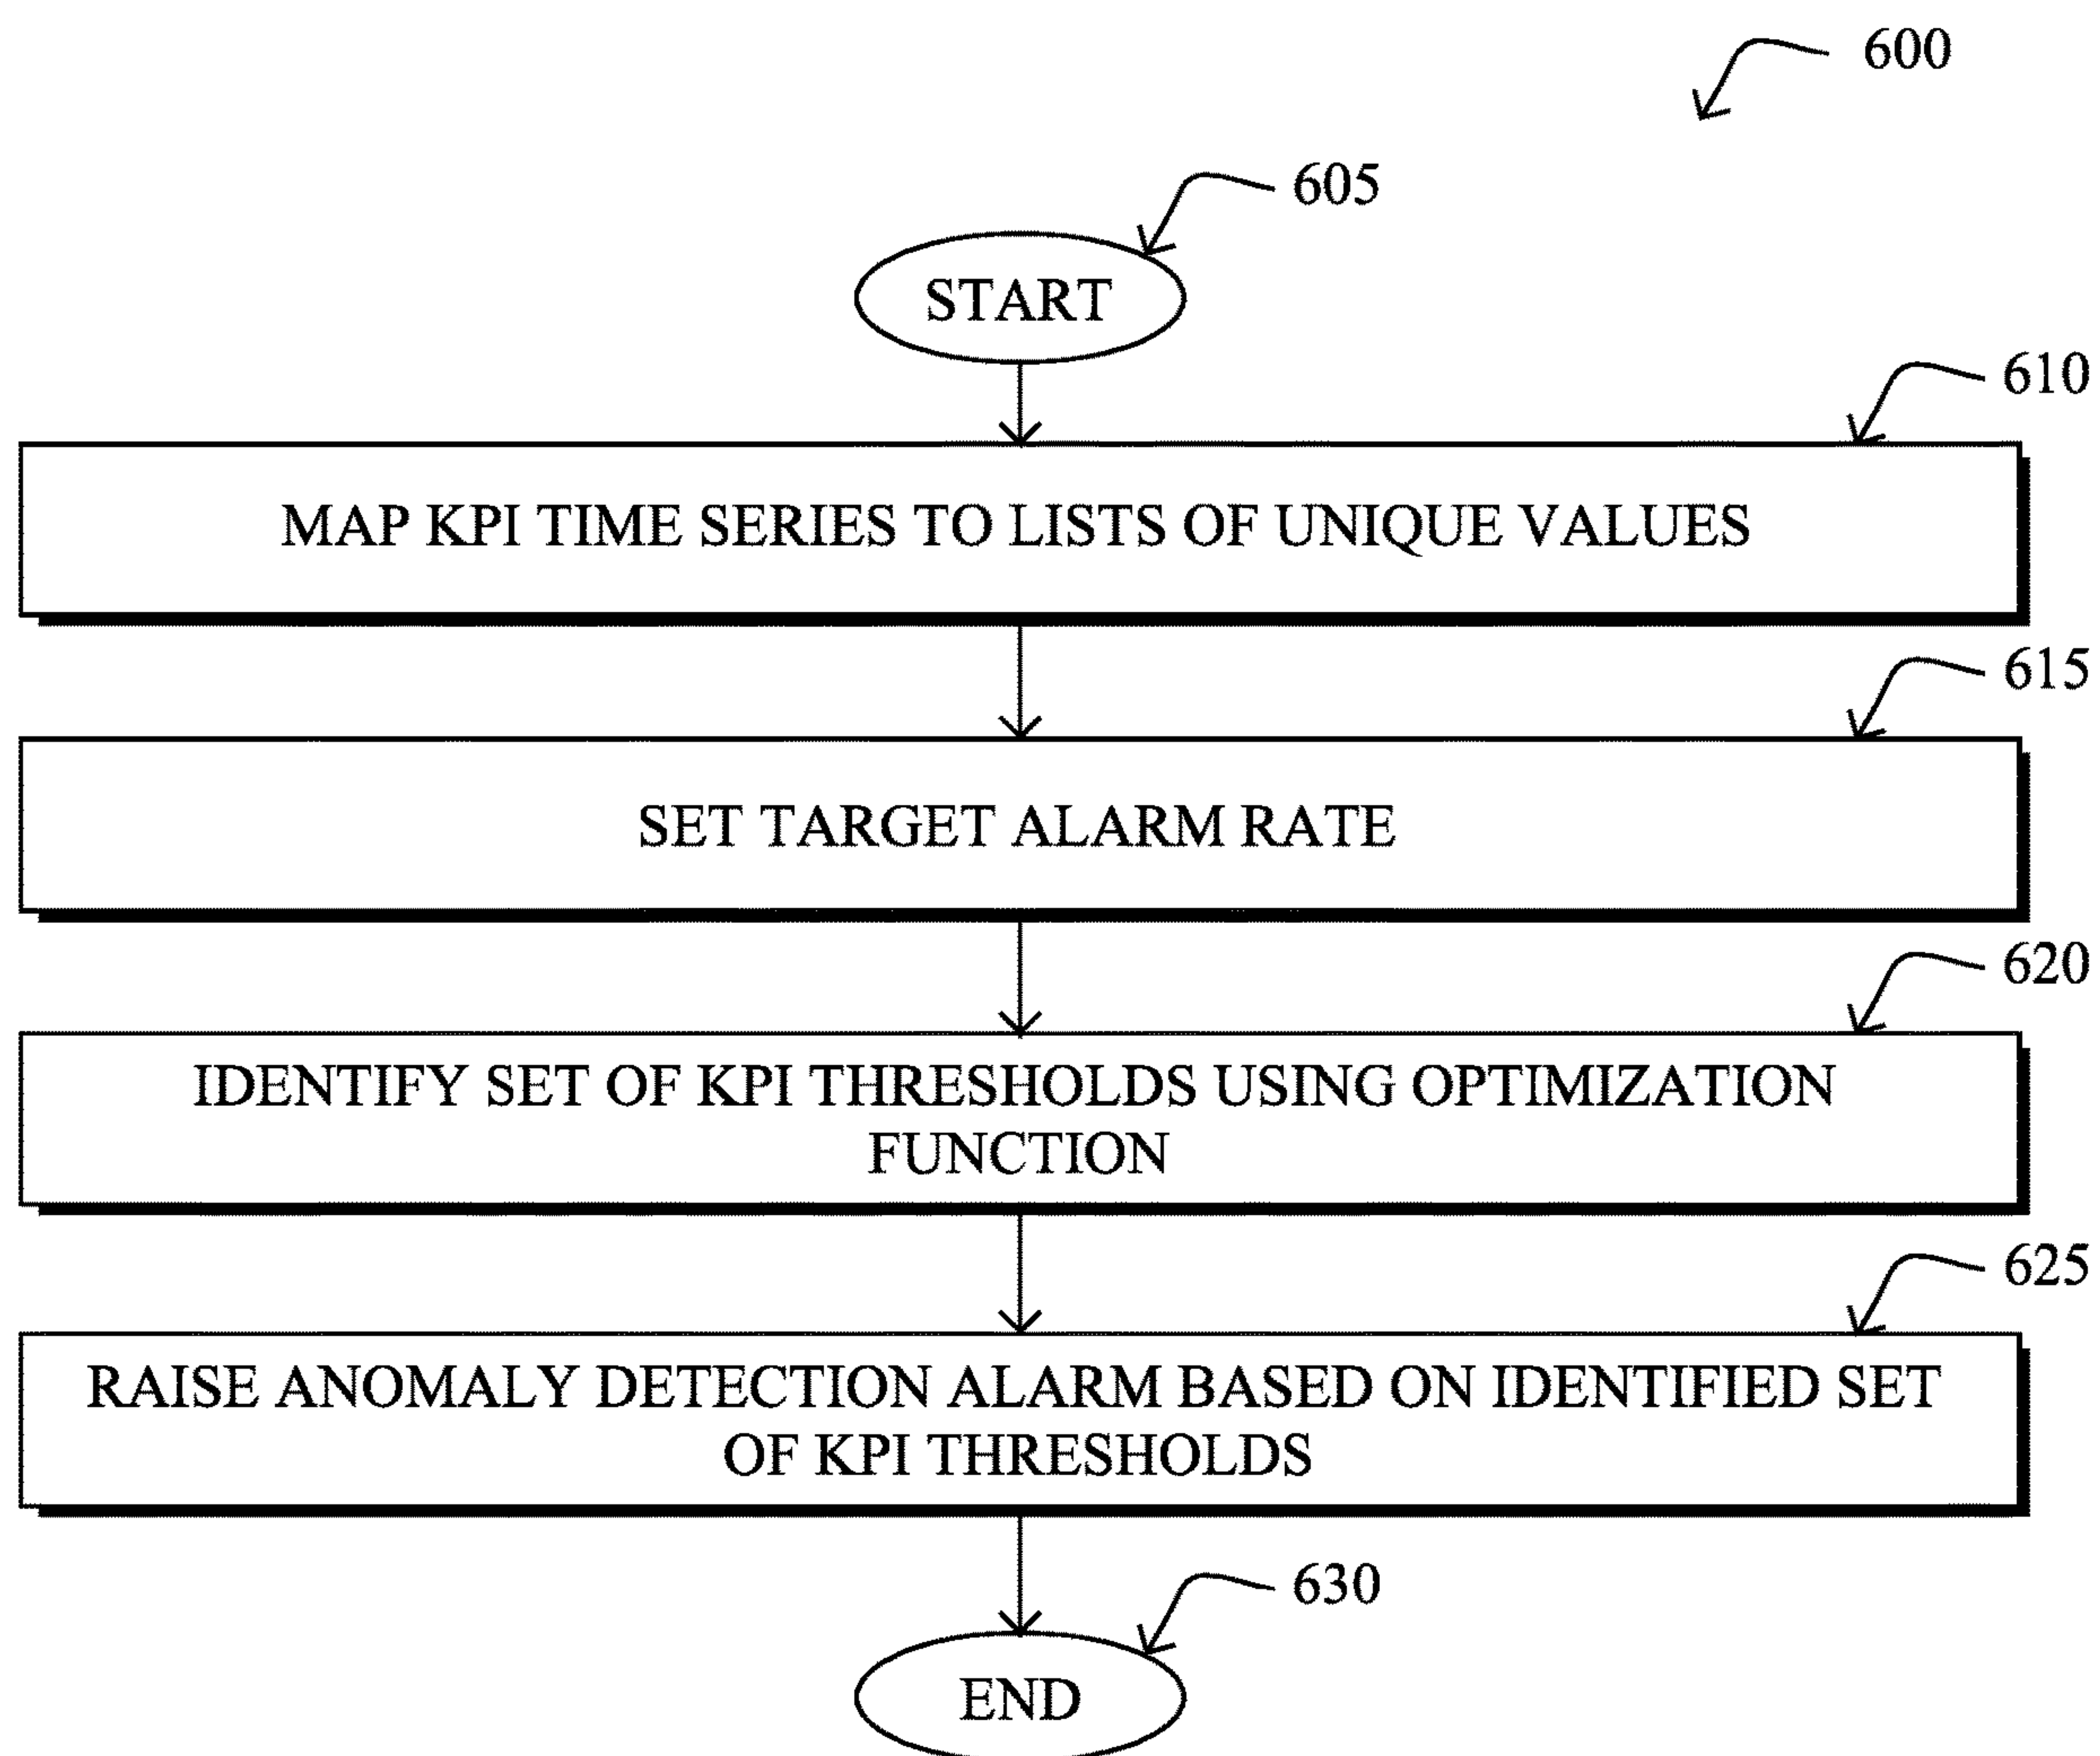 600
605
START
610
MAP KPI TIME SERIES TO LISTS OF UNIQUE VALUES
615
SET TARGET ALARM RATE
620
IDENTIFY SET OF KPI THRESHOLDS USING OPTIMIZATION
FUNCTION
625
RAISE ANOMALY DETECTION ALARM BASED ON IDENTIFIED SET
OF KPI THRESHOLDS
630
END